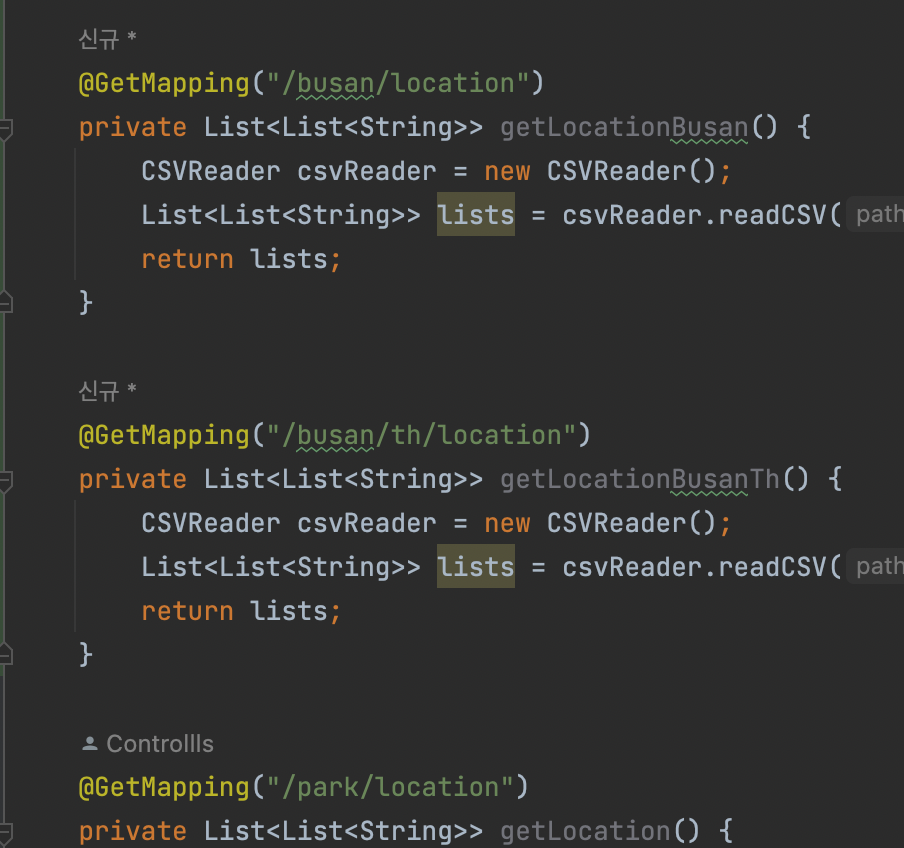 신규 *
@GetMapping("/busan/location")
private List<List<String>> getLocationBusan() {
CSVReader csvReader = new CSVReader();
List<List<String>> lists = csvReader.readCSV( path
return lists;
}
신규 *
@GetMapping("/busan/th/location")
private List<List<String>> getLocationBusanTh() {
CSVReader csvReader = new CSVReader();
List<List<String>> lists = csvReader.readCSV( path
return lists;
}
Controllls
@GetMapping("/park/location")
private List<List<String>> getLocation() {